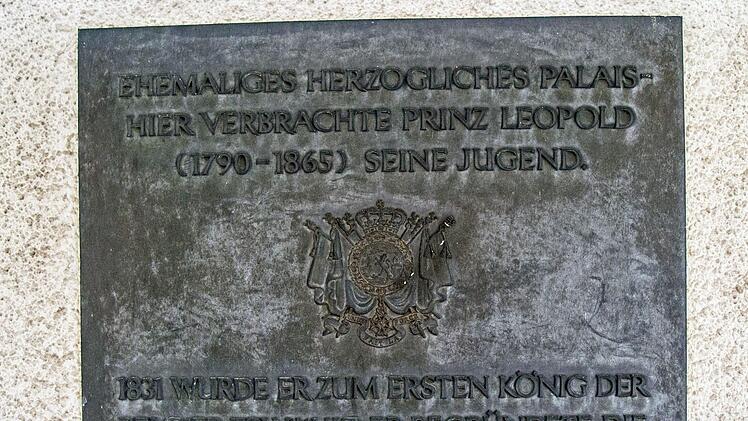 EHEMALIGES HERZOGLICHES PALAIS-
HIER VERBRACHTE PRINZ LEOPOLD
(1790-1865) SEINE JUGEND.
1831 WURDE ER ZUM ERSTEN KÖNIG DER